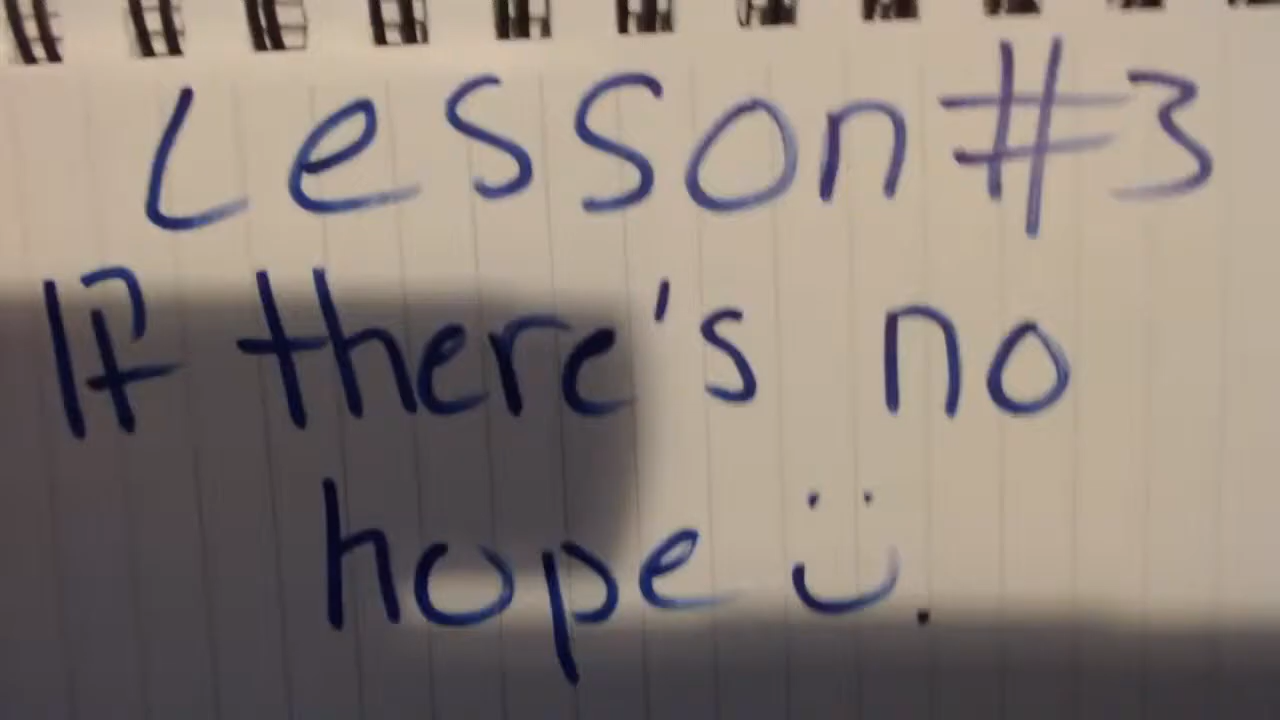 Lesson #3
If there's no
hope :).